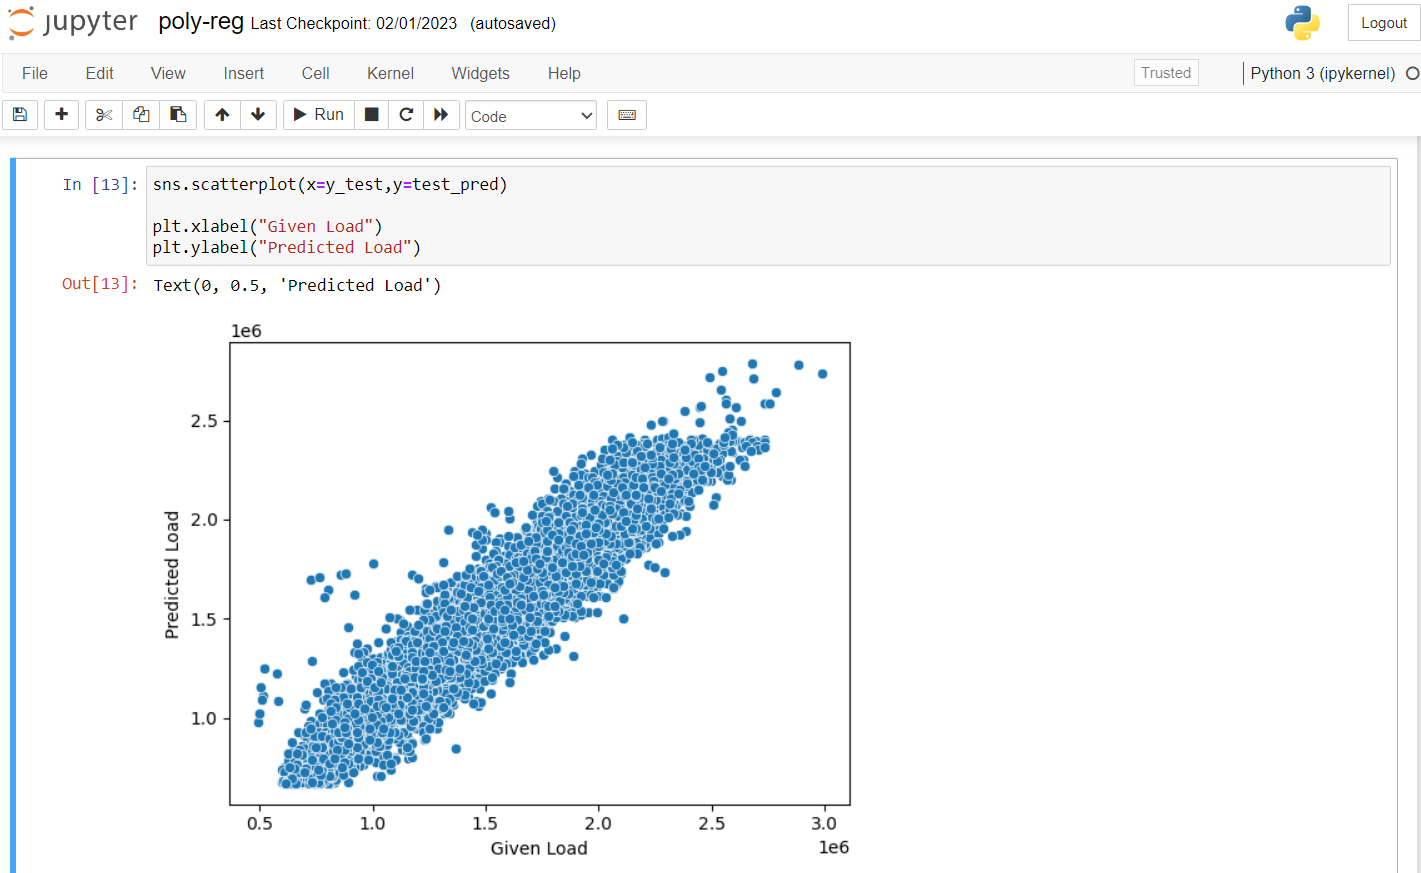 jupyter poly-reg Last Checkpoint: 02/01/2023 (autosaved) Logout
File Edit View Insert Cell Kernel Widgets Help Trusted Python 3 (ipykernel)
Run Code
In [13]: sns.scatterplot(x=y_test,y=test_pred)
plt.xlabel("Given Load")
plt.ylabel("Predicted Load")
Out[13]: Text(0, 0.5, 'Predicted Load')
1e6
2.5
2.0
1.5
1.0
Predicted Load
0.5 1.0 1.5 2.0 2.5 3.0
Given Load 1e6